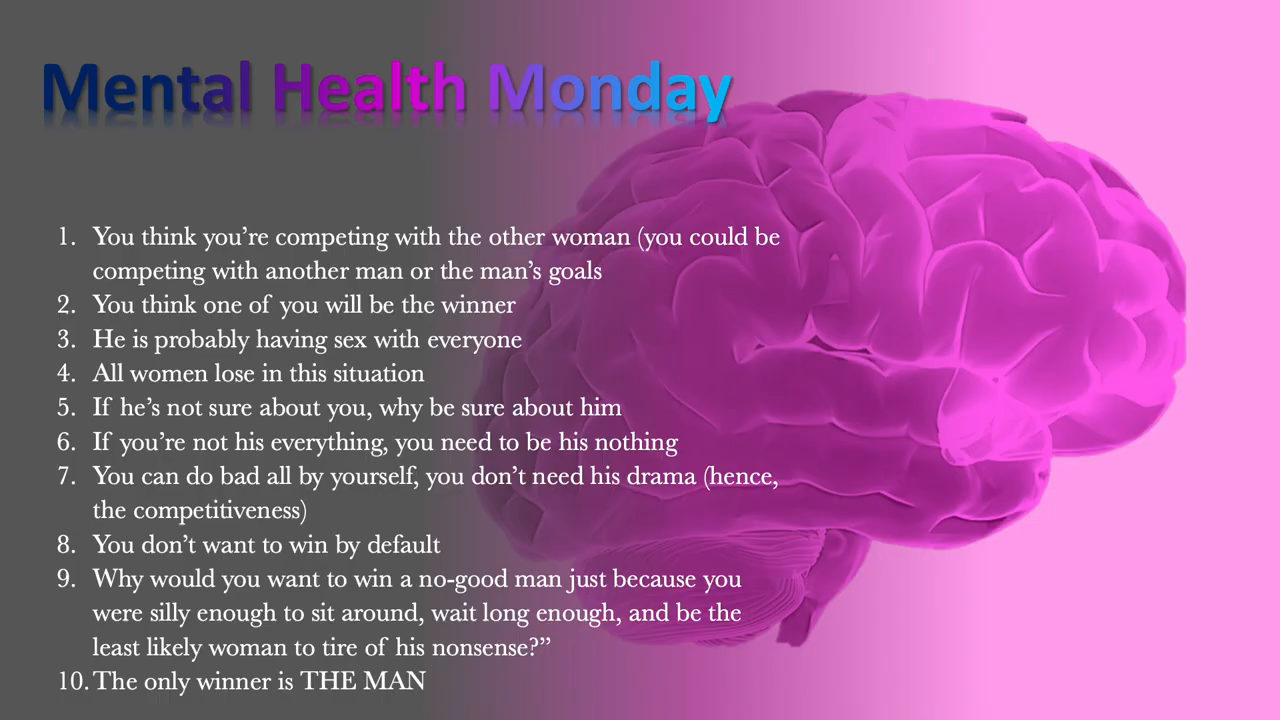 Mental Health Monday
1. You think you’re competing with the other woman (you could be
competing with another man or the man’s goals
2. You think one of you will be the winner
3. He is probably having sex with everyone
4. All women lose in this situation
5. If he’s not sure about you, why be sure about him
6. If you’re not his everything, you need to be his nothing
7. You can do bad all by yourself, you don’t need his drama (hence,
the competitiveness)
8. You don’t want to win by default
9. Why would you want to win a no-good man just because you
were silly enough to sit around, wait long enough, and be the
least likely woman to tire of his nonsense?”
10. The only winner is THE MAN